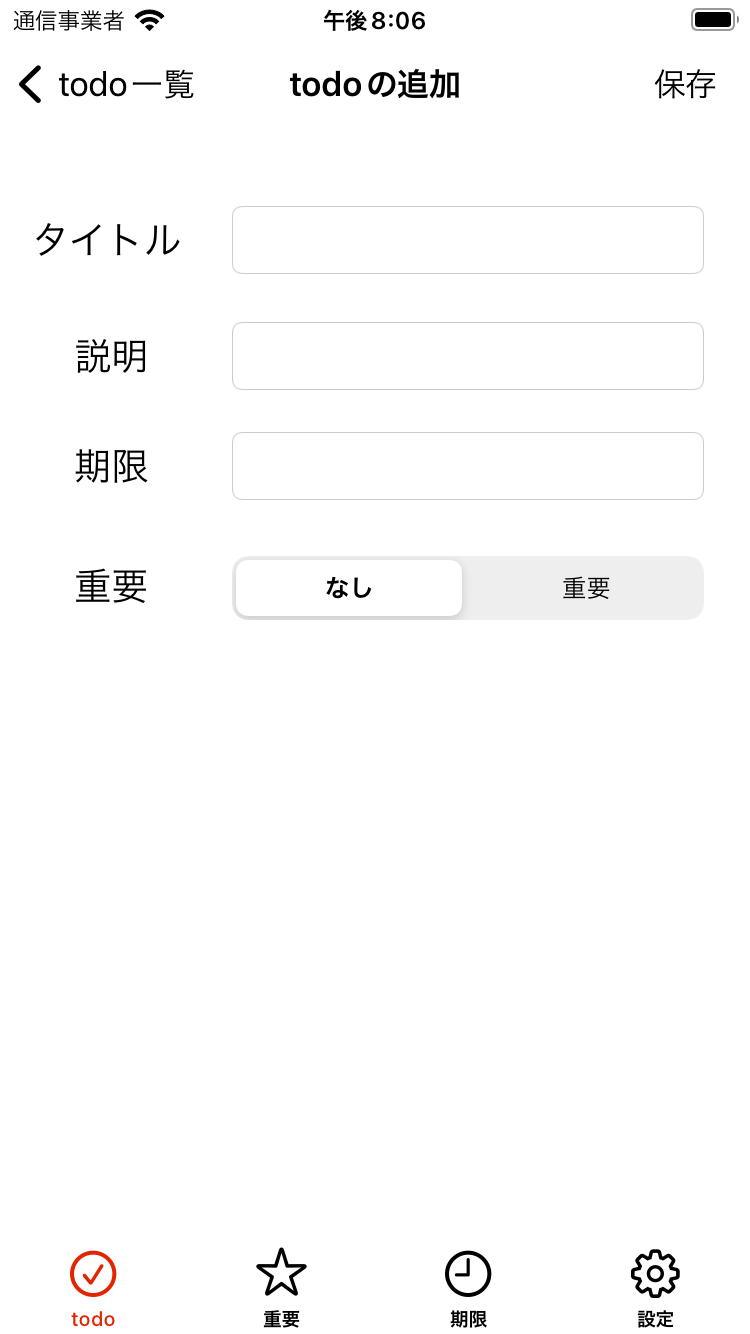 通信事業者 午後8:06
todo一覧 todoの追加 保存
タイトル
説明
期限
重要 なし 重要
todo 重要 期限 設定